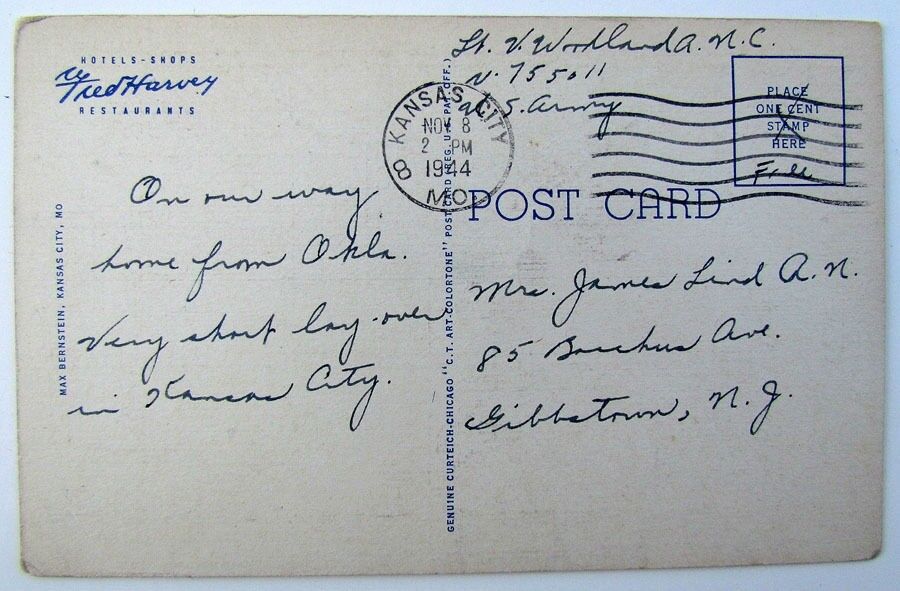 HOTELS-SHOPS
Fred Harvey
RESTAURANTS
Lt. V. Woodland A.N.C.
N. 755011
U.S. Army
KANSAS CITY
NOV 8
2 PM
1944
MO.
8
PLACE
ONE CENT
STAMP
HERE
Free
POST CARD
On our way
home from Okla.
Very short lay-over
in Kansas City.
Mrs. James Lind A.N.
85 Bacchus Ave.
Gibbstown, N.J.
MAX BERNSTEIN, KANSAS CITY, MO
GENUINE CURTEICH-CHICAGO "C.T. ART-COLORTONE" POST CARD (REG. U.S. PAT. OFF.)